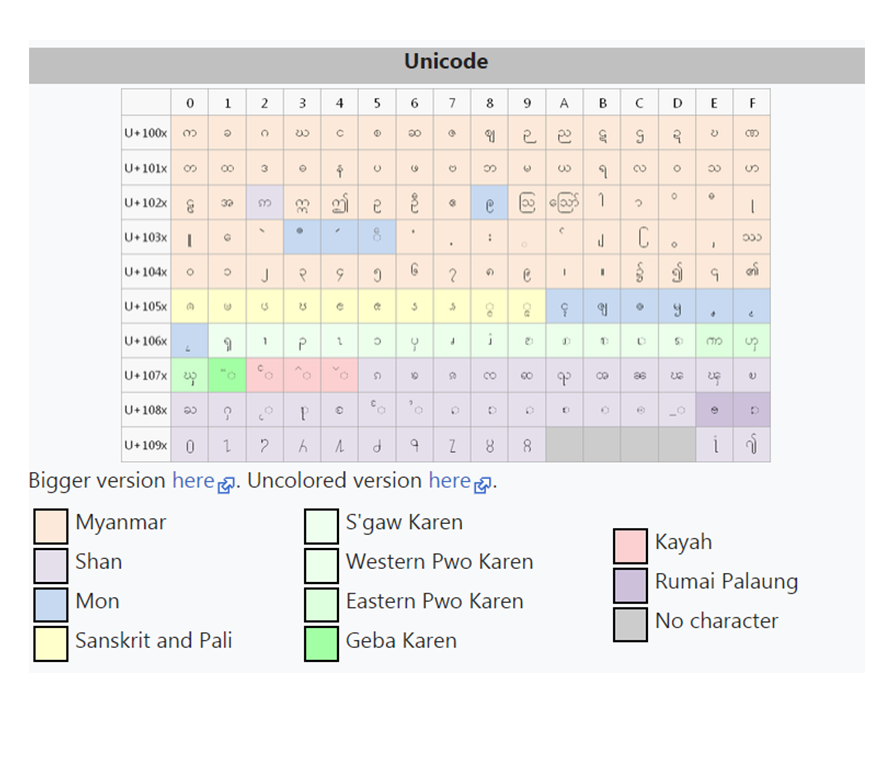 Unicode
0 1 2 3 4 5 6 7 8 9 A B C D E F
U+100x က ခ ဂ ဃ င စ ဆ ဇ ဈ ဉ ည ဋ ဌ ဍ ဎ ဏ
U+101x တ ထ ဒ ဓ န ပ ဖ ဗ ဘ မ ယ ရ လ ဝ သ ဟ
U+102x ဠ အ ဢ ဣ ဤ ဥ ဦ ဧ ဨ ဩ ဪ ါ ာ ိ ီ ု
U+103x ူ ေ ဲ ဳ ဴ ဵ ံ ့ း ္ ် ျ ြ ွ ှ ဿ
U+104x ၀ ၁ ၂ ၃ ၄ ၅ ၆ ၇ ၈ ၉ ၊ ။ ၌ ၍ ၎ ၏
U+105x ၐ ၑ ၒ ၓ ၔ ၕ ၖ ၗ ၘ ၙ ၚ ၛ ၜ ၝ ၞ ၟ
U+106x ၠ ၡ ၢ ၣ ၤ ၥ ၦ ၧ ၨ ၩ ၪ ၫ ၬ ၭ ၮ ၯ
U+107x ၰ ၱ ၲ ၳ ၴ ၵ ၶ ၷ ၸ ၹ ၺ ၻ ၼ ၽ ၾ ၿ
U+108x ႀ ႁ ႂ ႃ ႄ ႅ ႆ ႇ ႈ ႉ ႊ ႋ ႌ ႍ ႎ ႏ
U+109x ႐ ႑ ႒ ႓ ႔ ႕ ႖ ႗ ႘ ႙ ႞ ႟
Bigger version here. Uncolored version here.
Myanmar
Shan
Mon
Sanskrit and Pali
S'gaw Karen
Western Pwo Karen
Eastern Pwo Karen
Geba Karen
Kayah
Rumai Palaung
No character